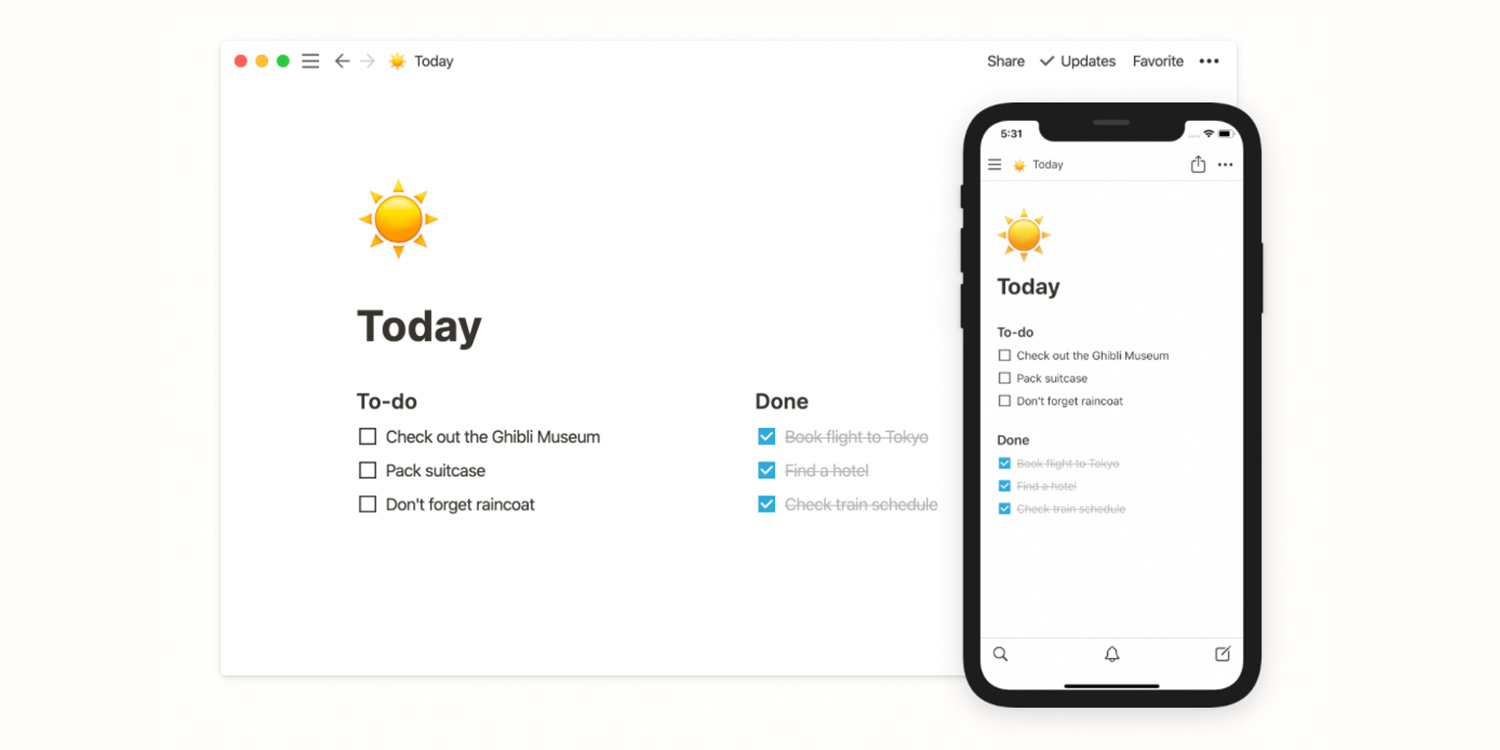 Today
Share ✓ Updates Favorite •••
Today
To-do
Check out the Ghibli Museum
Pack suitcase
Don't forget raincoat
Done
Book flight to Tokyo
Find a hotel
Check train schedule
5:31
Today
Today
To-do
Check out the Ghibli Museum
Pack suitcase
Don't forget raincoat
Done
Book flight to Tokyo
Find a hotel
Check train schedule